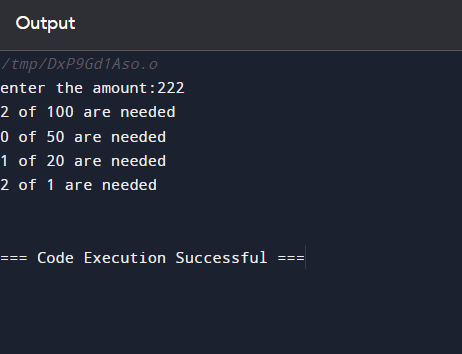 Output
/tmp/DxP9Gd1Aso.o
enter the amount:222
2 of 100 are needed
0 of 50 are needed
1 of 20 are needed
2 of 1 are needed
=== Code Execution Successful ===